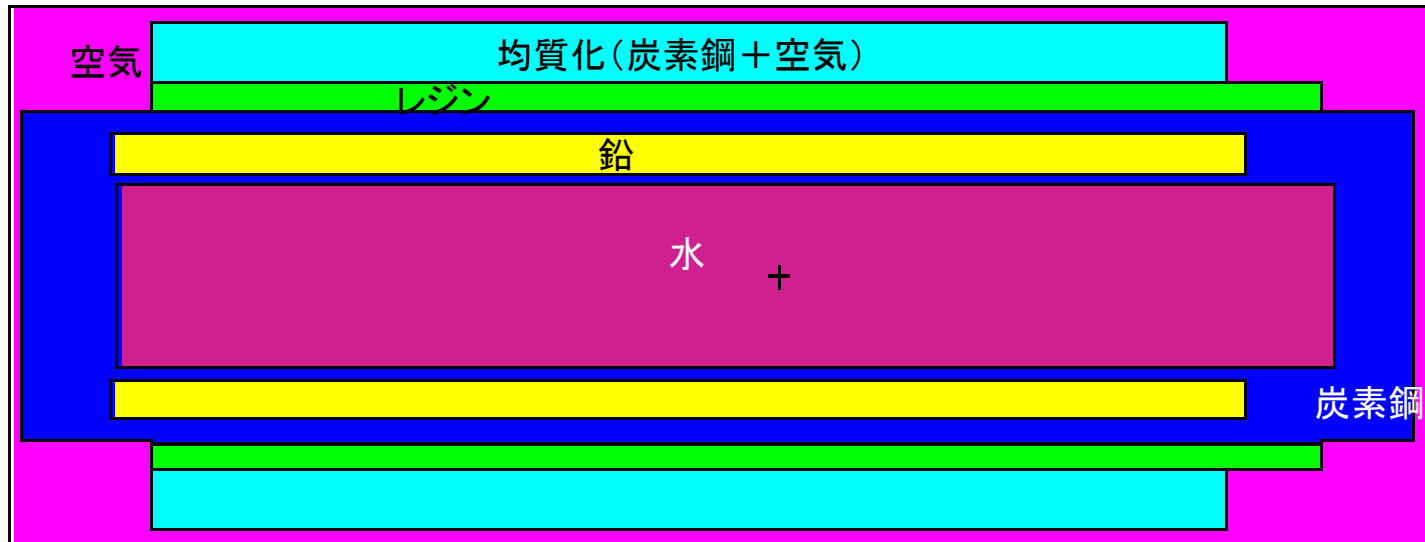 空気
均質化（炭素鋼＋空気）
レジン
鉛
水
炭素鋼